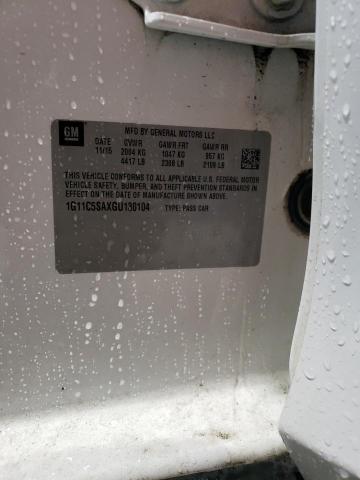 GM
MFG BY GENERAL MOTORS LLC
DATE GVWR GAWR FRT GAWR RR
11/15 2004 KG 1047 KG 957 KG
4417 LB 2308 LB 2109 LB
THIS VEHICLE CONFORMS TO ALL APPLICABLE U.S. FEDERAL MOTOR
VEHICLE SAFETY, BUMPER, AND THEFT PREVENTION STANDARDS IN
EFFECT ON THE DATE OF MANUFACTURE SHOWN ABOVE.
1G11C5SAXGU130104 TYPE: PASS CAR